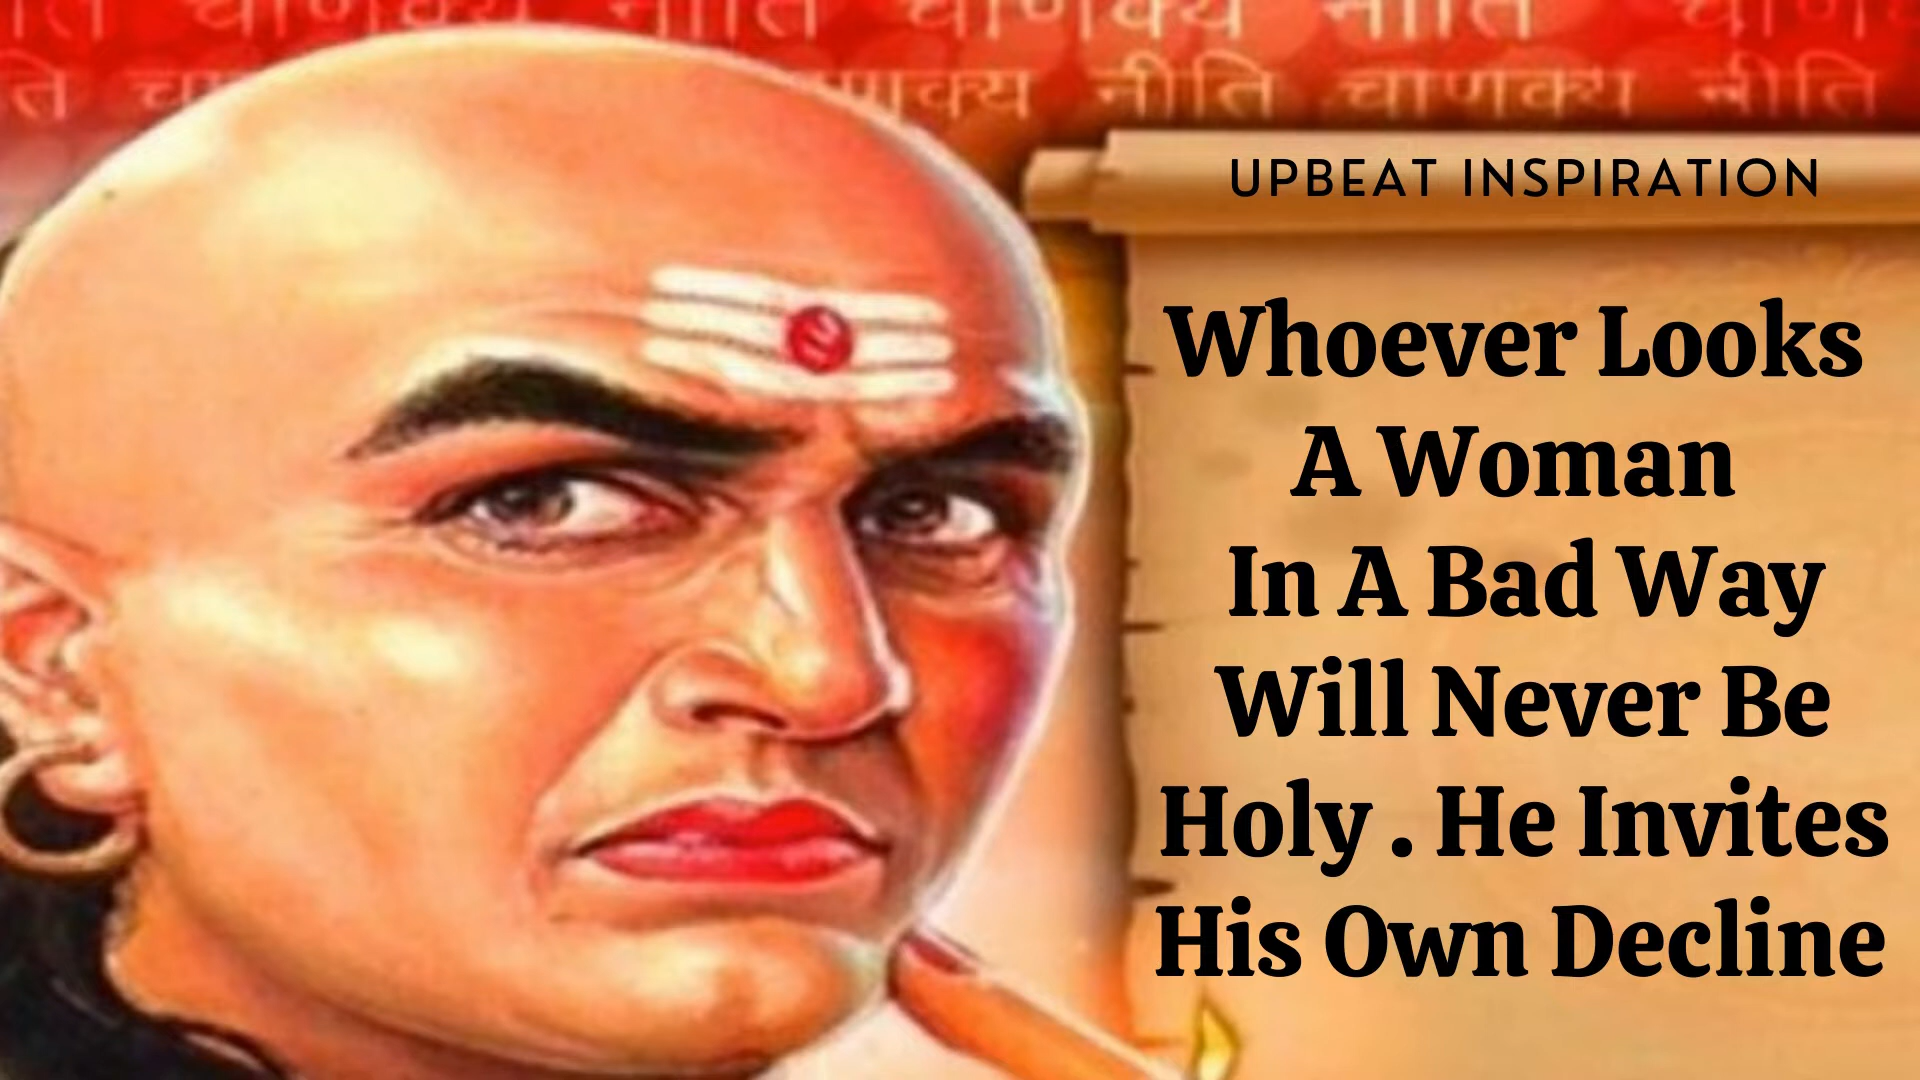 चाणक्य नीति चाणक्य नीति
ति चाणक्य नीति चाणक्य नीति
UPBEAT INSPIRATION
Whoever Looks
A Woman
In A Bad Way
Will Never Be
Holy . He Invites
His Own Decline